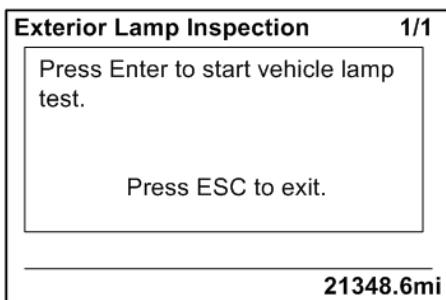 Exterior Lamp Inspection 1/1
Press Enter to start vehicle lamp
test.
Press ESC to exit.
21348.6mi